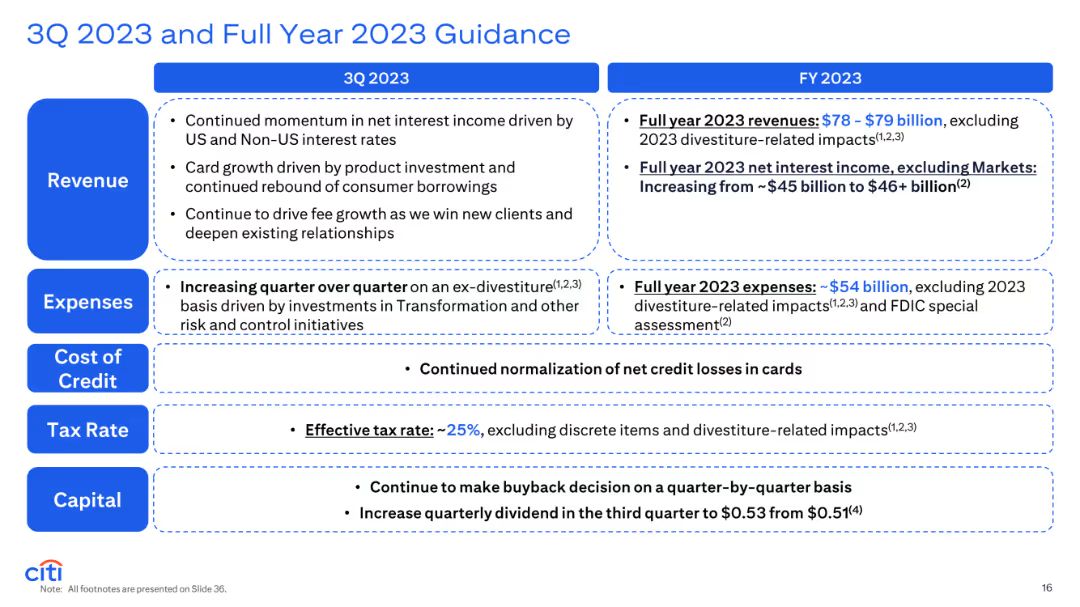 3Q 2023 and Full Year 2023 Guidance
3Q 2023
FY 2023
Revenue
• Continued momentum in net interest income driven by
US and Non-US interest rates
• Card growth driven by product investment and
continued rebound of consumer borrowings
• Continue to drive fee growth as we win new clients and
deepen existing relationships
• Full year 2023 revenues: $78 - $79 billion, excluding
2023 divestiture-related impacts(1,2,3)
• Full year 2023 net interest income, excluding Markets:
Increasing from ~$45 billion to $46+ billion(2)
Expenses
• Increasing quarter over quarter on an ex-divestiture(1,2,3)
basis driven by investments in Transformation and other
risk and control initiatives
• Full year 2023 expenses: ~$54 billion, excluding 2023
divestiture-related impacts(1,2,3) and FDIC special
assessment(2)
Cost of
Credit
• Continued normalization of net credit losses in cards
Tax Rate
• Effective tax rate: ~25%, excluding discrete items and divestiture-related impacts(1,2,3)
Capital
• Continue to make buyback decision on a quarter-by-quarter basis
• Increase quarterly dividend in the third quarter to $0.53 from $0.51(4)
citi
Note: All footnotes are presented on Slide 36.
16